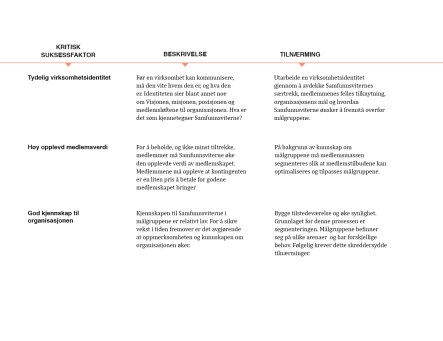 KRITISK
SUKSESSFAKTOR
BESKRIVELSE
TILNÆRMING
Tydelig virksomhetsidentitet
Før en virksomhet kan kommunisere,
må den vite hvem den er, og hva den
er. Identiteten sier blant annet noe
om Visjonen, misjonen, posisjonen og
medlemsløftene til organisasjonen. Hva er
det som kjennetegner Samfunnsviterne?
Utarbeide en virksomhetsidentitet
gjennom å avdekke Samfunnsviternes
særtrekk, medlemmenes felles tilknytning,
organisasjonens mål og hvordan
Samfunnsviterne ønsker å fremstå overfor
målgruppene.
Høy opplevd medlemsverdi
For å beholde, og ikke minst tiltrekke,
medlemmer må Samfunnsviterne øke
den opplevde verdi av medlemskapet.
Medlemmene må oppleve at kontingenten
er en liten pris å betale for godene
medlemskapet bringer
På bakgrunn av kunnskap om
målgruppene må medlemsmassen
segmenteres slik at medlemstilbudene kan
optimaliseres og tilpasses målgruppene.
God kjennskap til
organisasjonen
Kjennskapen til Samfunnsviterne i
målgruppene er relativt lav. For å sikre
vekst i tiden fremover er det avgjørende
at oppmerksomheten og kunnskapen om
organisasjonen øker.
Bygge tilstedeværelse og øke synlighet.
Grunnlaget for denne prosessen er
segmenteringen. Målgruppene befinner
seg på ulike arenaer og har forskjellige
behov. Følgelig krever dette skreddersydde
tilnærminger.